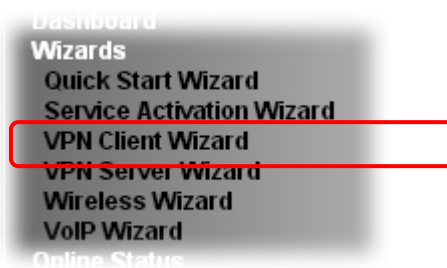 Dashboard
Wizards
Quick Start Wizard
Service Activation Wizard
VPN Client Wizard
VPN Server Wizard
Wireless Wizard
VoIP Wizard
Online Status